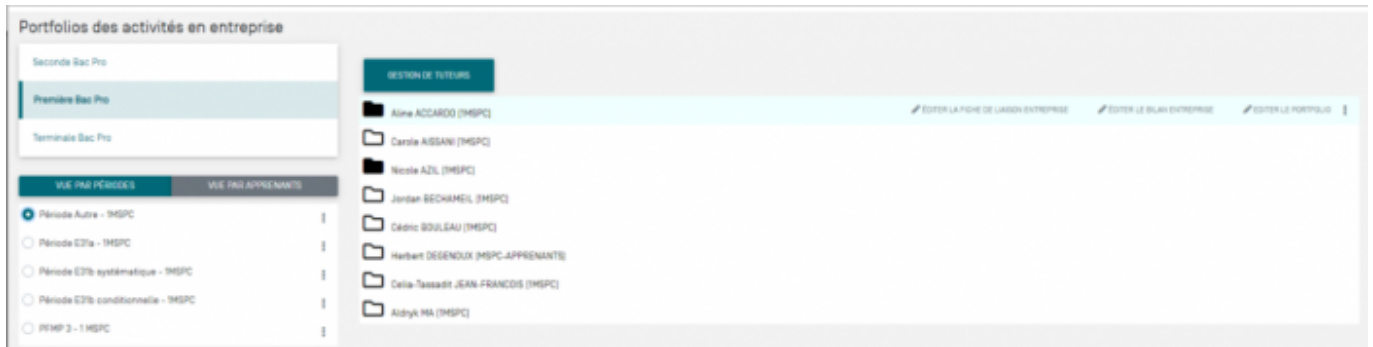 Portfolios des activités en entreprise
Seconde Bac Pro
Première Bac Pro
Terminale Bac Pro
VUE PAR PÉRIODES VUE PAR APPRENANTS
Période Autre - 1MSPC
Période E31a - 1MSPC
Période E31b systématique - 1MSPC
Période E31b conditionnelle - 1MSPC
PFMP 3 - 1 MSPC
GESTION DE TUTEURS
Aline ACCARDO (1MSPC) ÉDITER LA FICHE DE LIAISON ENTREPRISE ÉDITER LE BILAN ENTREPRISE EDITER LE PORTFOLIO
Carole AISSANI (1MSPC)
Nicole AZIL (1MSPC)
Jordan BECHAMEIL (1MSPC)
Cédric BOULEAU (1MSPC)
Herbert DEGENOUX (MSPC-APPRENANTS)
Celia-Tassadit JEAN-FRANCOIS (1MSPC)
Aldnyk MA (1MSPC)